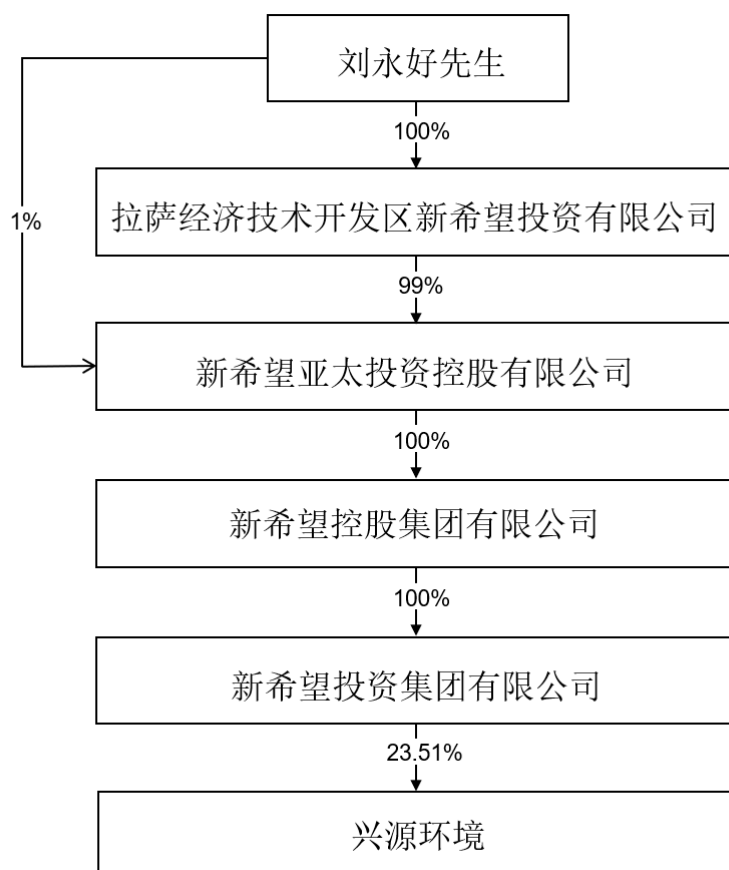 刘永好先生
100%
拉萨经济技术开发区新希望投资有限公司
1%
99%
新希望亚太投资控股有限公司
100%
新希望控股集团有限公司
100%
新希望投资集团有限公司
23.51%
兴源环境